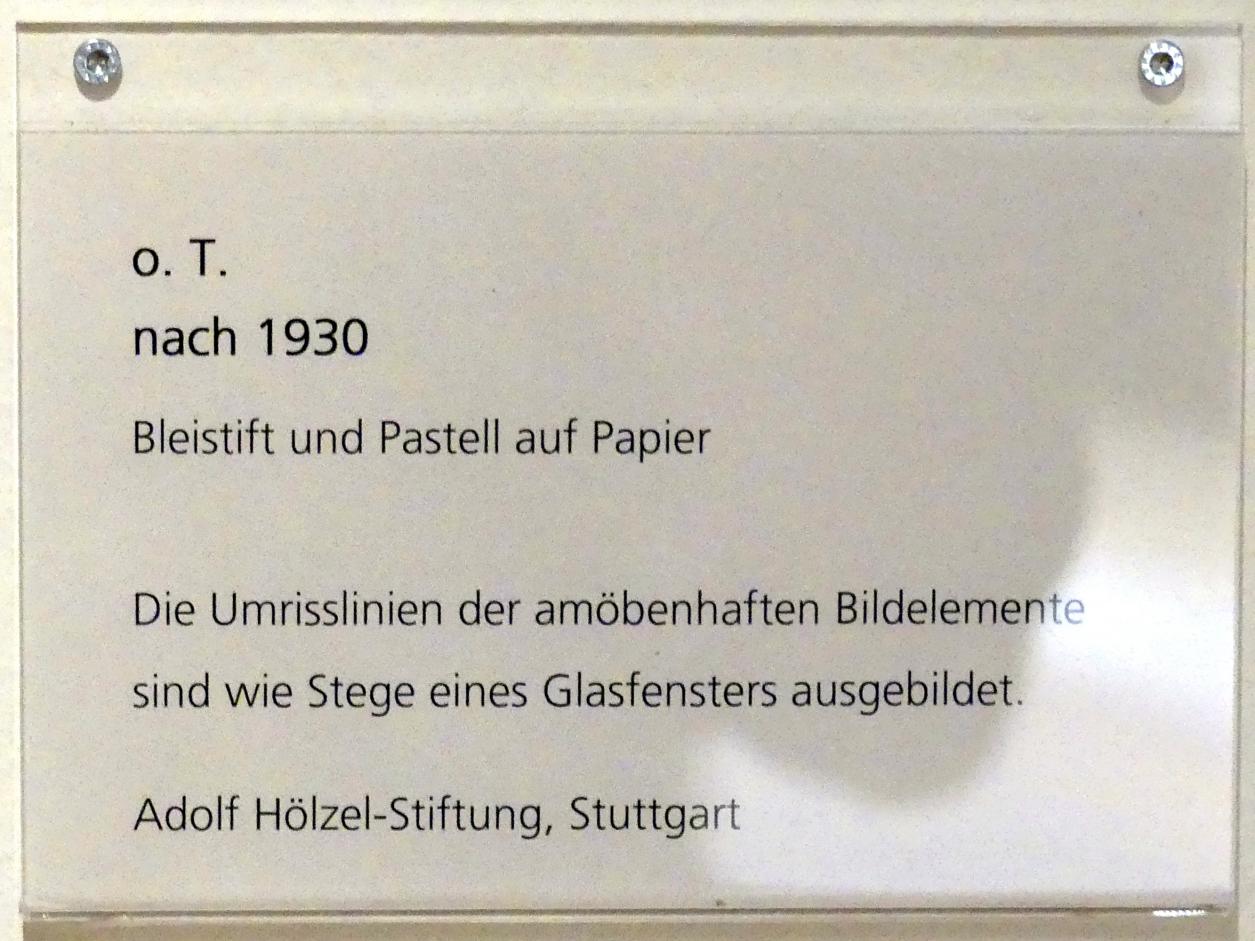 o. T.
nach 1930
Bleistift und Pastell auf Papier
Die Umrisslinien der amöbenhaften Bildelemente
sind wie Stege eines Glasfensters ausgebildet.
Adolf Hölzel-Stiftung, Stuttgart